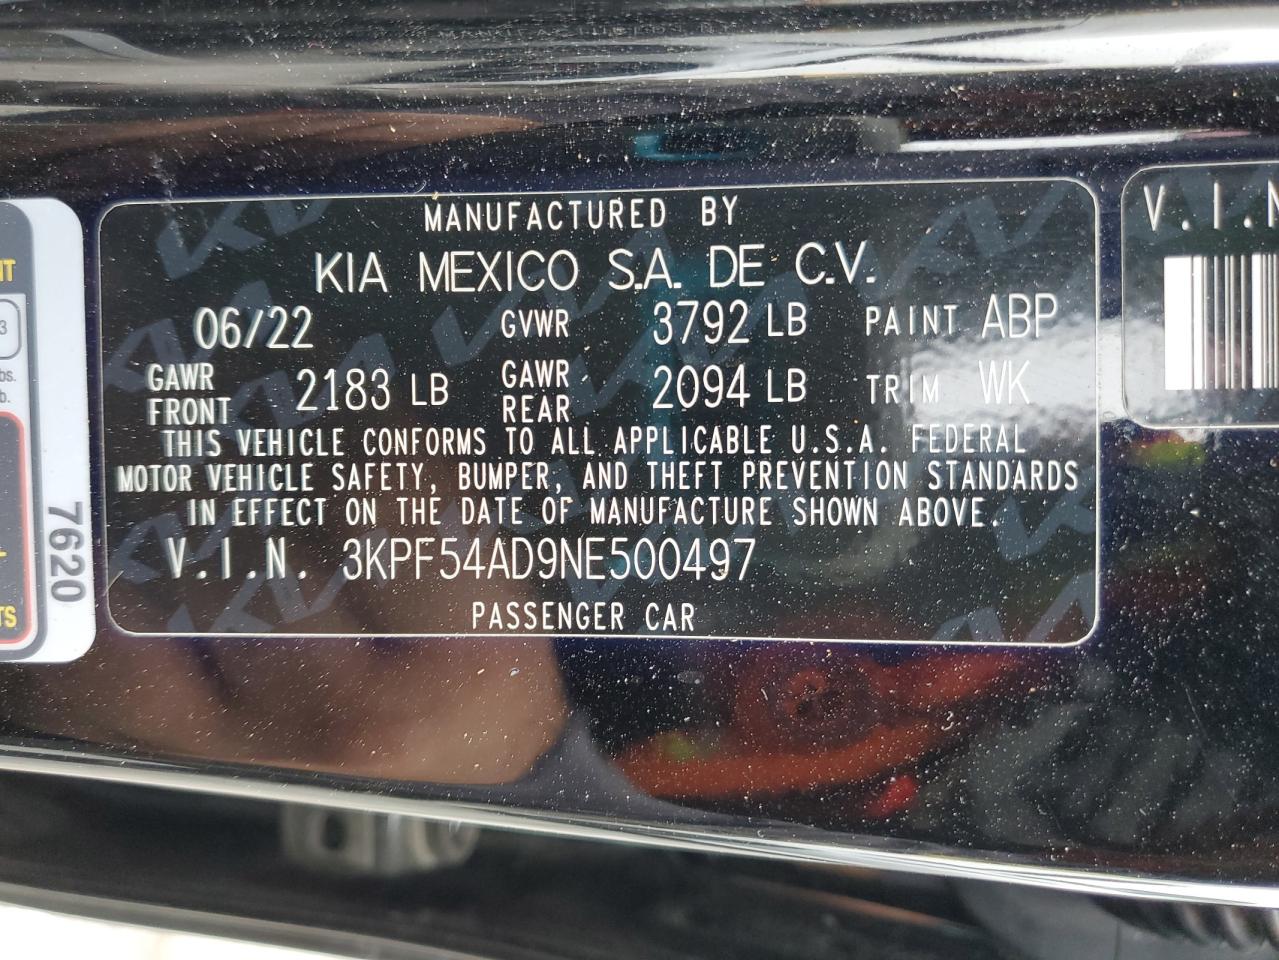 MANUFACTURED BY
KIA MEXICO S.A. DE C.V.
06/22 GVWR 3792 LB PAINT ABP
GAWR FRONT 2183 LB GAWR REAR 2094 LB TRIM WK
THIS VEHICLE CONFORMS TO ALL APPLICABLE U.S.A. FEDERAL
MOTOR VEHICLE SAFETY, BUMPER, AND THEFT PREVENTION STANDARDS
IN EFFECT ON THE DATE OF MANUFACTURE SHOWN ABOVE.
V.I.N. 3KPF54AD9NE500497
PASSENGER CAR
V.I.N
7620
3